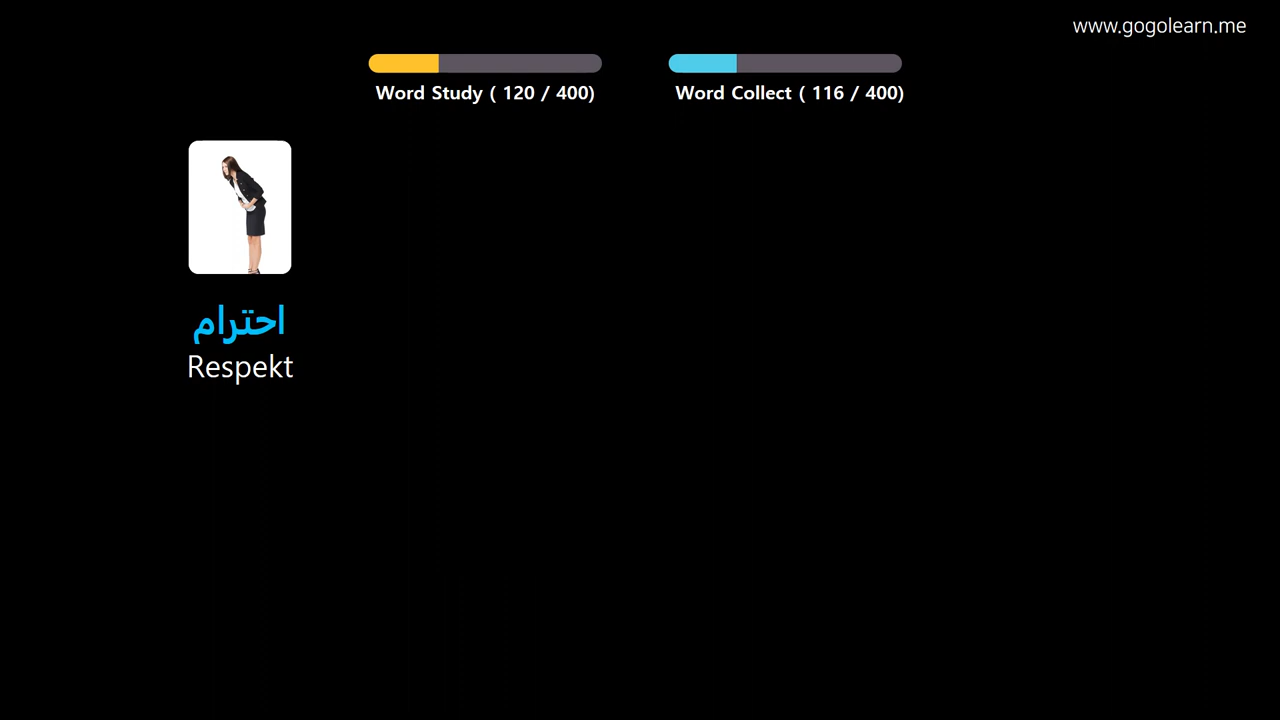 www.gogolearn.me
Word Study ( 120 / 400)
Word Collect ( 116 / 400)
احترام
Respekt